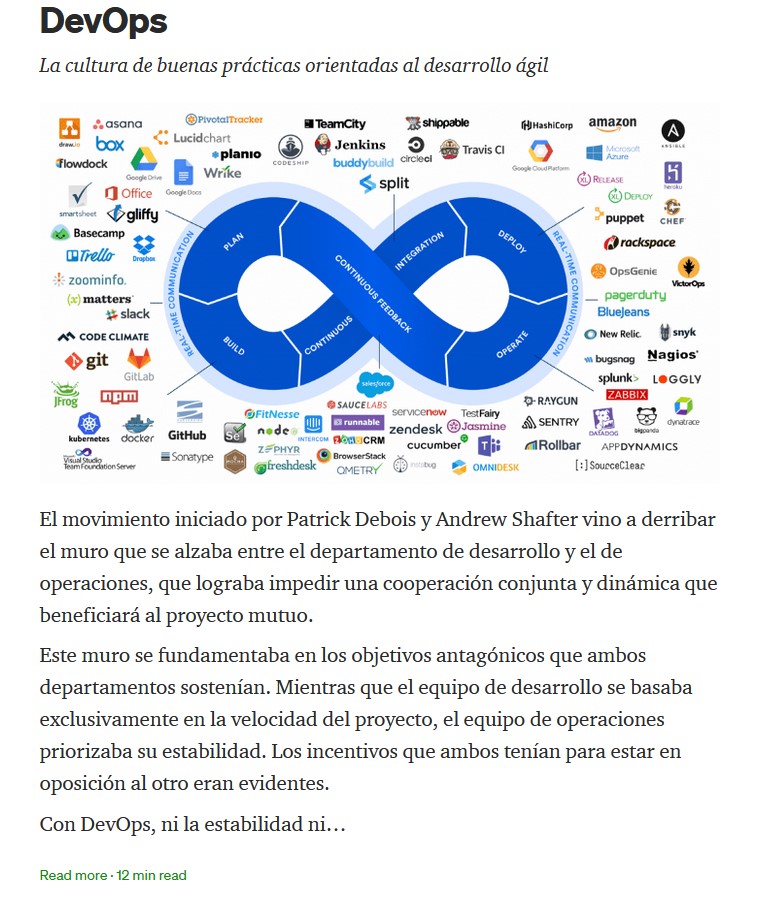 DevOps
La cultura de buenas prácticas orientadas al desarrollo ágil
draw.io
asana
PivotalTracker
TeamCity
shippable
HashiCorp
amazon
ANSIBLE
box
Lucidchart
CODESHIP
Jenkins
circleci
Travis CI
Google Cloud Platform
Microsoft Azure
flowdock
Google Drive
planio
buddybuild
XL RELEASE
heroku
Google Docs
Wrike
split
XL DEPLOY
smartsheet
Office
gliffy
puppet
CHEF
Basecamp
rackspace
Trello
Dropbox
OpsGenie
VictorOps
zoominfo.
pagerduty
(x) matters
BlueJeans
slack
New Relic.
snyk
CODE CLIMATE
bugsnag
Nagios
git
GitLab
splunk>
LOGGLY
JFrog
npm
ZABBIX
REAL-TIME COMMUNICATION
PLAN
BUILD
CONTINUOUS
INTEGRATION
CONTINUOUS FEEDBACK
DEPLOY
OPERATE
REAL-TIME COMMUNICATION
salesforce
SAUCELABS
RAYGUN
kubernetes
docker
GitHub
Se
FitNesse
node
INTERCOM
runnable
servicenow
TestFairy
zendesk
Jasmine
SENTRY
DATADOG
bigpanda
dynatrace
ZOHO CRM
cucumber
Rollbar
APPDYNAMICS
Visual Studio
Team Foundation Server
Sonatype
MOCHA
ZEPHYR
freshdesk
BrowserStack
OMETRY
instabug
OMNIDESK
[:] SourceClear
El movimiento iniciado por Patrick Debois y Andrew Shafter vino a derribar
el muro que se alzaba entre el departamento de desarrollo y el de
operaciones, que lograba impedir una cooperación conjunta y dinámica que
beneficiará al proyecto mutuo.
Este muro se fundamentaba en los objetivos antagónicos que ambos
departamentos sostenían. Mientras que el equipo de desarrollo se basaba
exclusivamente en la velocidad del proyecto, el equipo de operaciones
priorizaba su estabilidad. Los incentivos que ambos tenían para estar en
oposición al otro eran evidentes.
Con DevOps, ni la estabilidad ni…
Read more · 12 min read